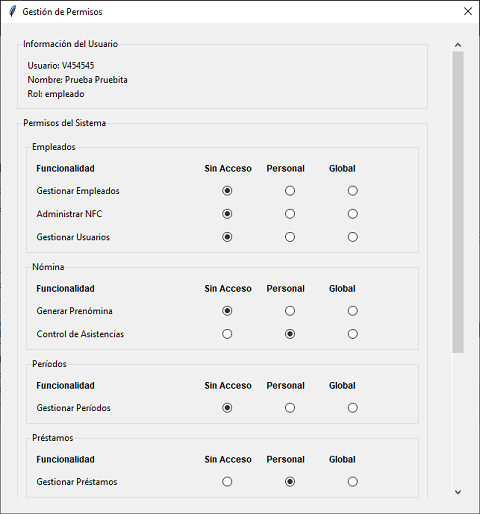 Gestión de Permisos
Información del Usuario
Usuario: V454545
Nombre: Prueba Pruebita
Rol: empleado
Permisos del Sistema
Empleados
Funcionalidad Sin Acceso Personal Global
Gestionar Empleados
Administrar NFC
Gestionar Usuarios
Nómina
Funcionalidad Sin Acceso Personal Global
Generar Prenómina
Control de Asistencias
Períodos
Funcionalidad Sin Acceso Personal Global
Gestionar Períodos
Préstamos
Funcionalidad Sin Acceso Personal Global
Gestionar Préstamos